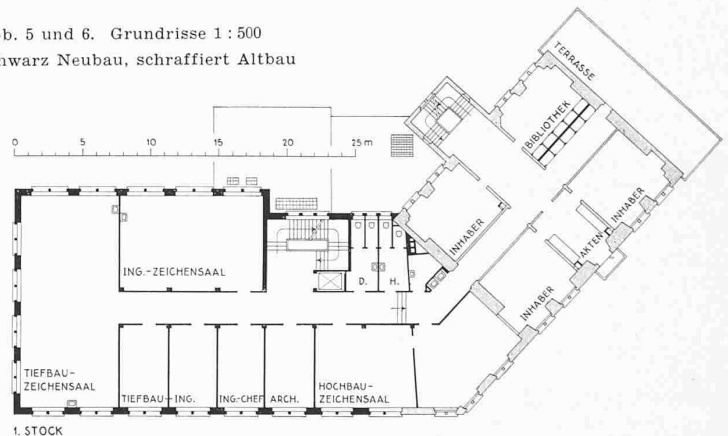 b. 5 und 6. Grundrisse 1 : 500
hwarz Neubau, schraffiert Altbau
0 5 10 15 20 25 m
TERRASSE
BIBLIOTHEK
INHABER
INHABER
AKTEN
INHABER
ING.-ZEICHENSAAL
D. H.
TIEFBAU-
ZEICHENSAAL
TIEFBAU-ING.
ING.-CHEF
ARCH.
HOCHBAU-
ZEICHENSAAL
1. STOCK